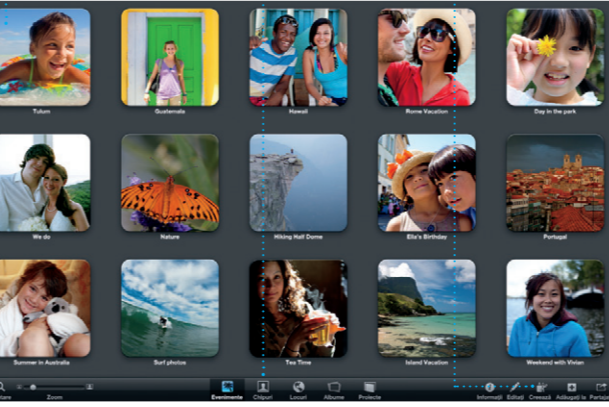 Tulum Guatemala Hawaii Rome Vacation Day in the park
We do Nature Hiking Half Dome Ella's Birthday Portugal
Summer in Australia Surf photos Tea Time Island Vacation Weekend with Vivian
Zoom Evenimente Chipuri Locuri Albume Proiecte Informații Editați Creează Adăugați la